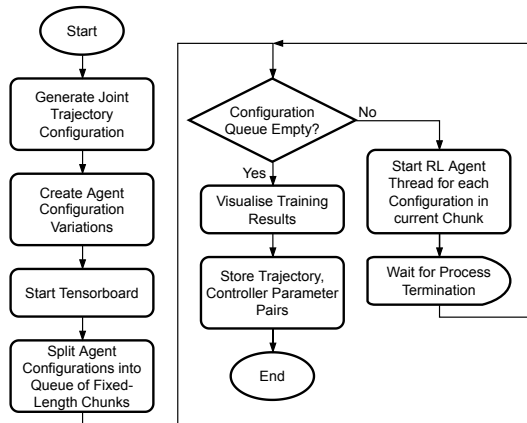 Start
Generate Joint
Trajectory
Configuration
Create Agent
Configuration
Variations
Start Tensorboard
Split Agent
Configurations into
Queue of Fixed-
Length Chunks
Configuration
Queue Empty?
No
Yes
Visualise Training
Results
Store Trajectory,
Controller Parameter
Pairs
End
Start RL Agent
Thread for each
Configuration in
current Chunk
Wait for Process
Termination